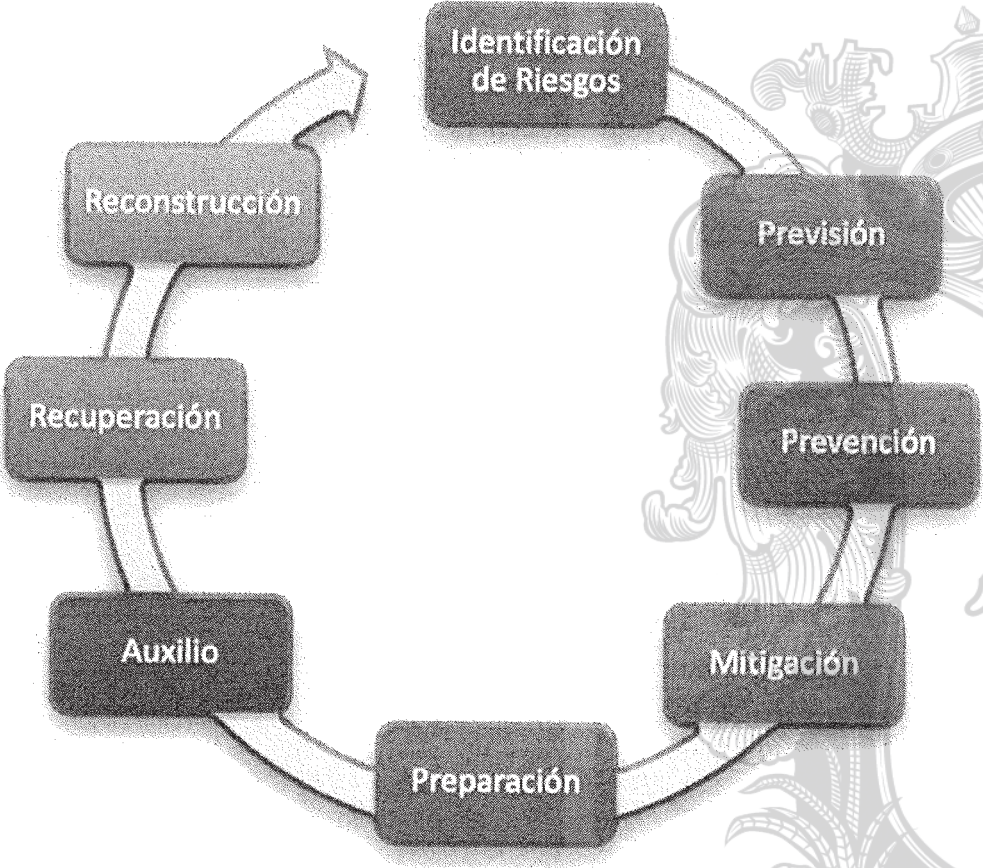 Identificación
de Riesgos
Previsión
Prevención
Mitigación
Preparación
Auxilio
Recuperación
Reconstrucción